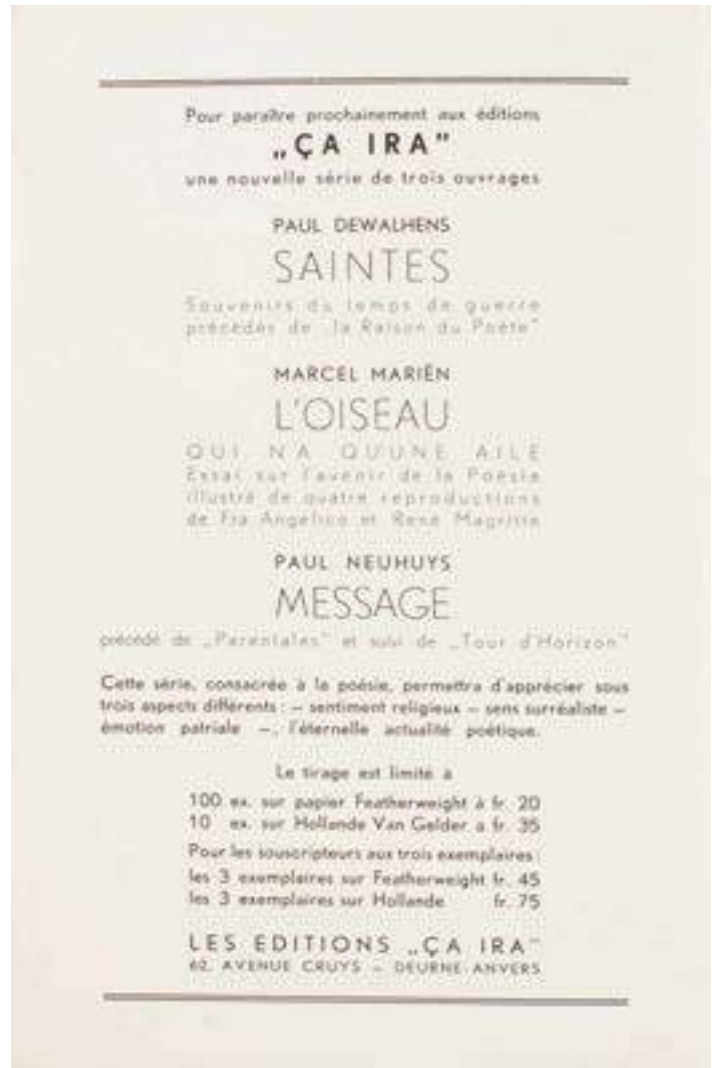 Pour paraître prochainement aux éditions
„ÇA IRA"
une nouvelle série de trois ouvrages
PAUL DEWALHENS
SAINTES
Souvenirs du temps de guerre
précédés de „la Raison du Poète"
MARCEL MARIËN
L'OISEAU
QUI N'A QU'UNE AILE
Essai sur l'avenir de la Poésie
illustré de quatre reproductions
de Fra Angelico et René Magritte
PAUL NEUHUYS
MESSAGE
précédé de „Parentales" et suivi de „Tour d'Horizon"
Cette série, consacrée à la poésie, permettra d'apprécier sous
trois aspects différents : – sentiment religieux – sens surréaliste –
émotion patriale –, l'éternelle actualité poétique.
Le tirage est limité à
100 ex. sur papier Featherweight à fr. 20
10 ex. sur Hollande Van Gelder a fr. 35
Pour les souscripteurs aux trois exemplaires :
les 3 exemplaires sur Featherweight fr. 45
les 3 exemplaires sur Hollande fr. 75
LES EDITIONS „ÇA IRA"
62, AVENUE CRUYS – DEURNE-ANVERS